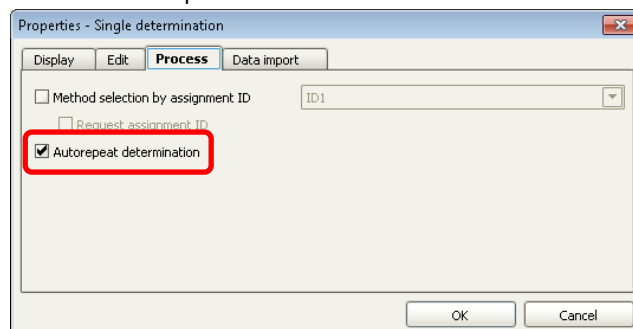 Properties - Single determination
Display Edit Process Data import
Method selection by assignment ID ID1
Request assignment ID
Autorepeat determination
OK Cancel